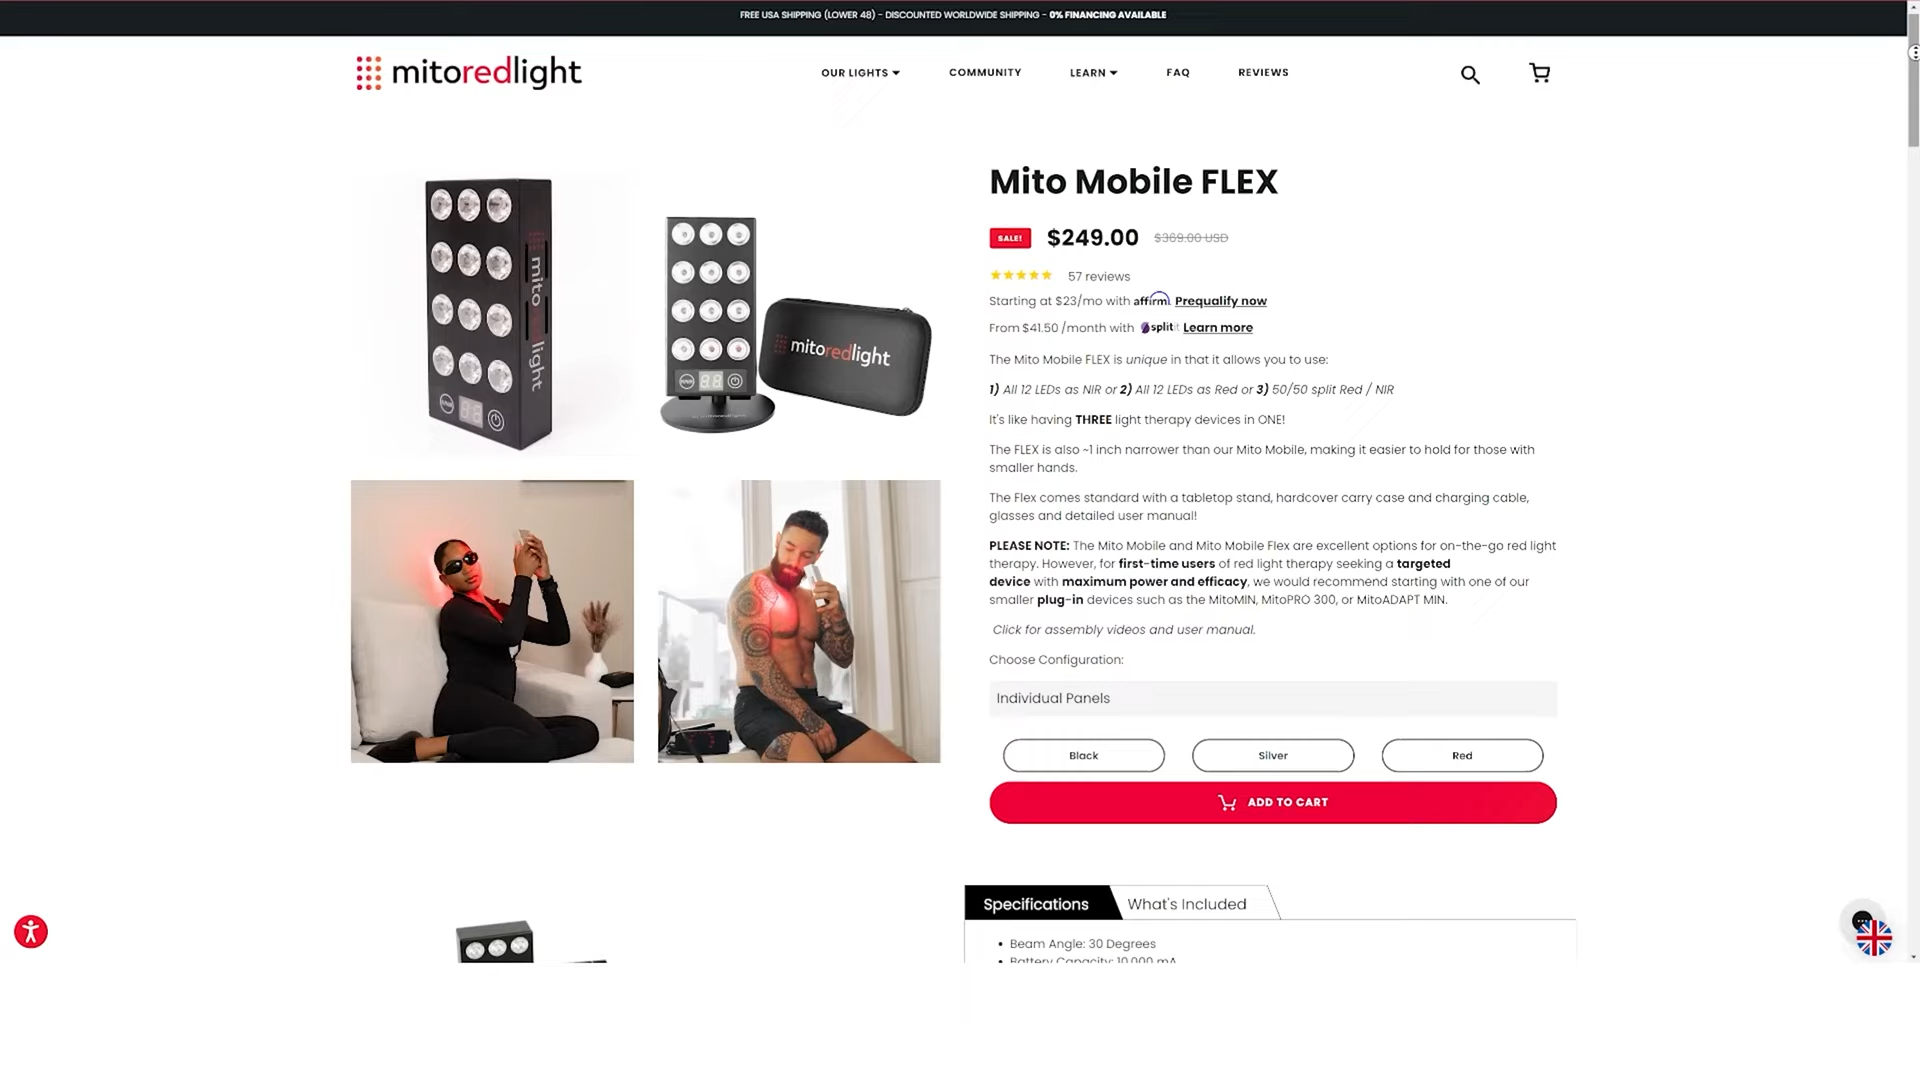 FREE USA SHIPPING (LOWER 48) - DISCOUNTED WORLDWIDE SHIPPING - 0% FINANCING AVAILABLE
mitoredlight
OUR LIGHTS
COMMUNITY
LEARN
FAQ
REVIEWS
mito light
mitoredlight
Mito Mobile FLEX
SALE!
$249.00
$369.00 USD
57 reviews
Starting at $23/mo with affirm. Prequalify now
From $41.50 /month with splitit Learn more
The Mito Mobile FLEX is unique in that it allows you to use:
1) All 12 LEDs as NIR or 2) All 12 LEDs as Red or 3) 50/50 split Red / NIR
It's like having THREE light therapy devices in ONE!
The FLEX is also ~1 inch narrower than our Mito Mobile, making it easier to hold for those with
smaller hands.
The Flex comes standard with a tabletop stand, hardcover carry case and charging cable,
glasses and detailed user manual!
PLEASE NOTE: The Mito Mobile and Mito Mobile Flex are excellent options for on-the-go red light
therapy. However, for first-time users of red light therapy seeking a targeted
device with maximum power and efficacy, we would recommend starting with one of our
smaller plug-in devices such as the MitoMIN, MitoPRO 300, or MitoADAPT MIN.
Click for assembly videos and user manual.
Choose Configuration:
Individual Panels
Black
Silver
Red
ADD TO CART
Specifications
What's Included
• Beam Angle: 30 Degrees
• Battery Capacity: 10,000 mA